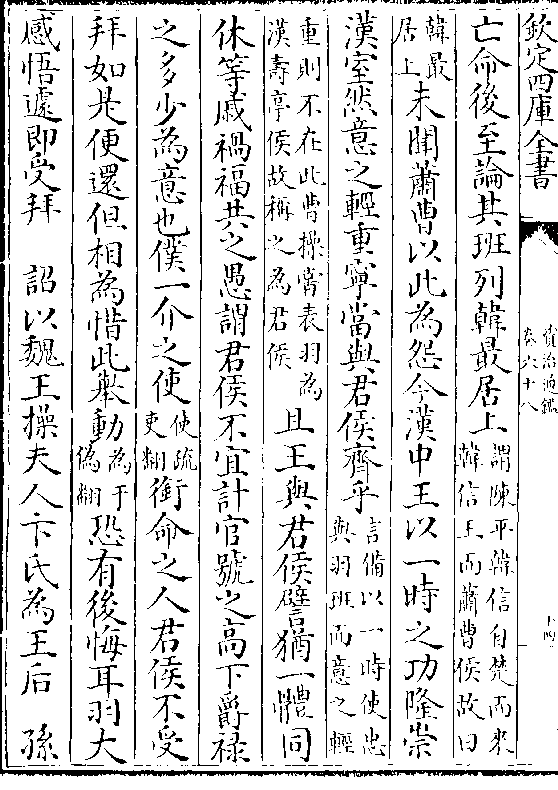 欽定四庫全書
資治通鑑
卷六十八
亡命後至論其班列韓最居上謂陳平韓信自楚而來韓信王而蕭曹侯故曰
韓最居上未聞蕭曹以此為怨今漢中王以一時之功隆崇
漢室然意之輕重寧當與君侯齊乎言備以一時使忠與羽班而意之輕
重則不在此曹操嘗表羽為漢壽亭侯故稱之為君侯且王與君侯譬猶一體同
休等戚禍福共之愚謂君侯不宜計官號之高下爵祿
之多少為意也僕一介之使使疏吏翻銜命之人君侯不受
拜如是便還但相為惜此舉動為于偽翻恐有後悔耳羽大
感悟遽即受拜 詔以魏王操夫人卞氏為王后 孫